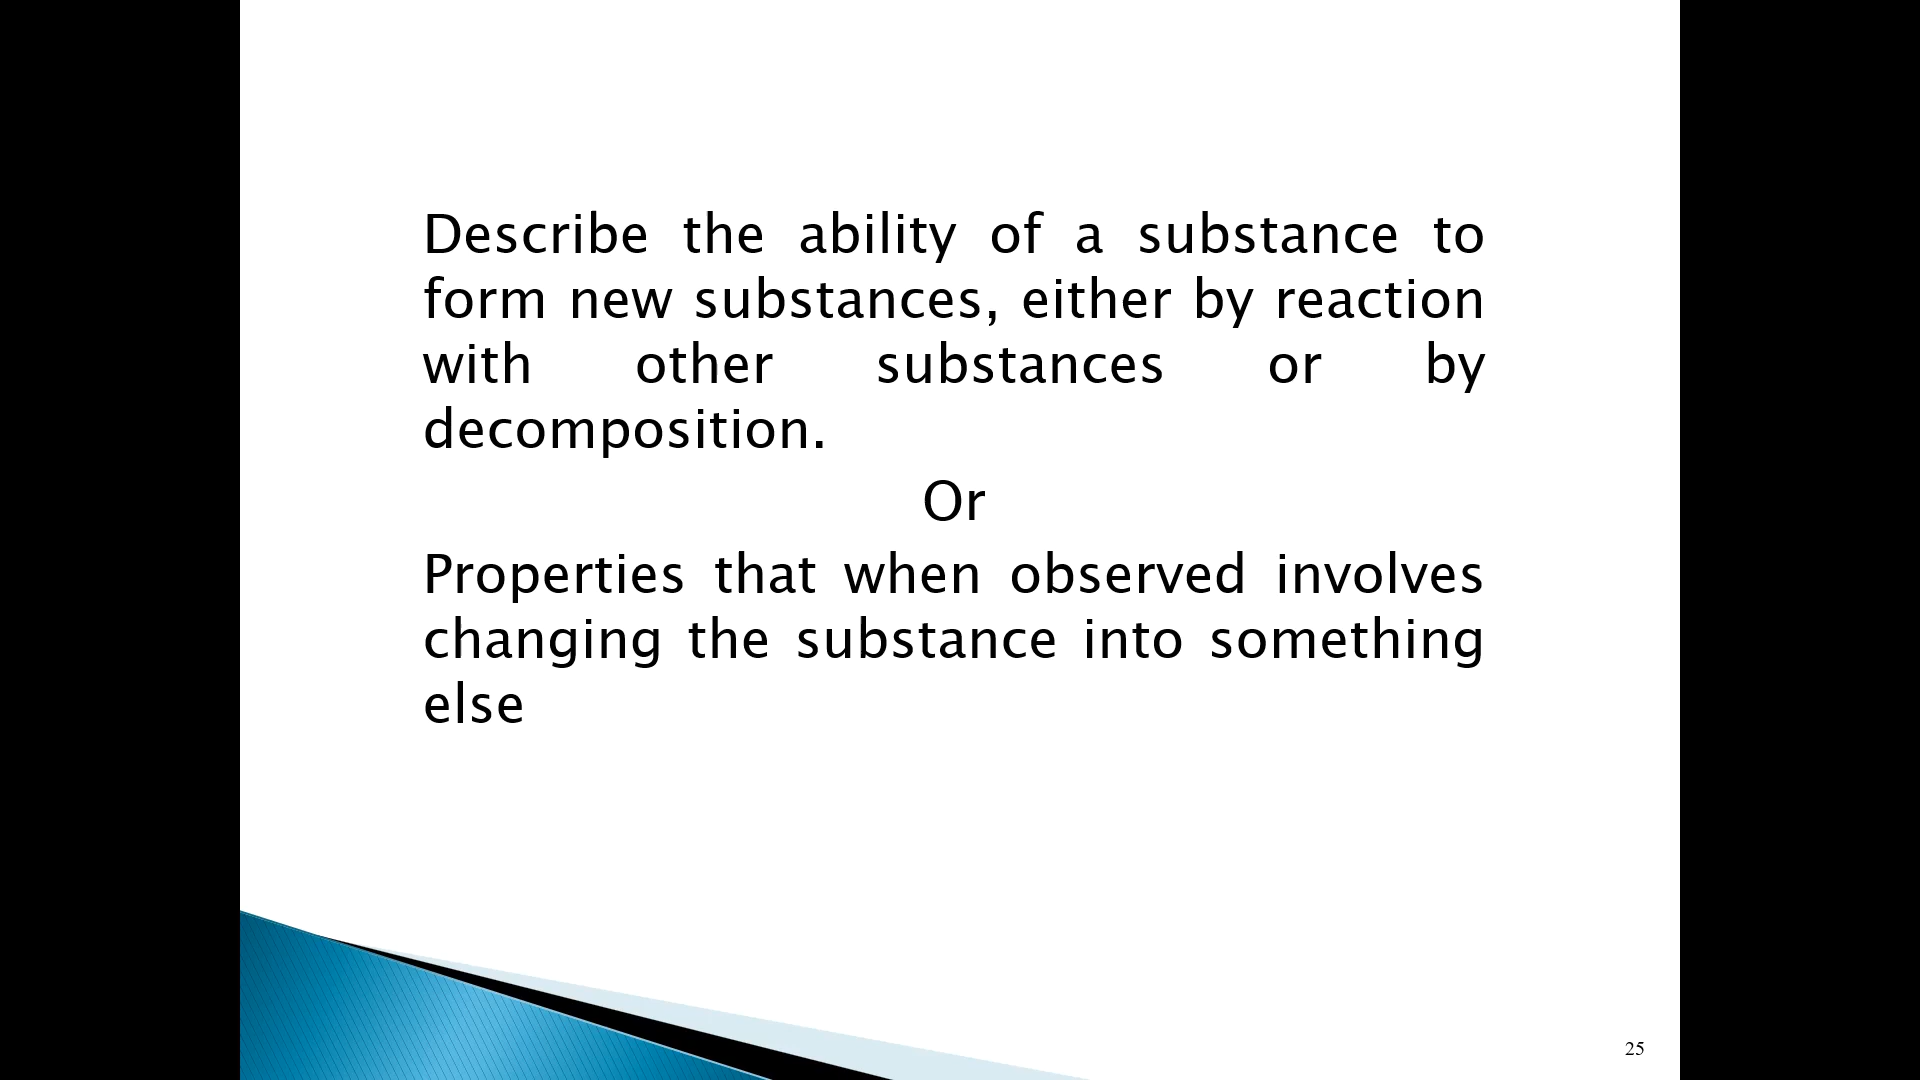 Describe the ability of a substance to
form new substances, either by reaction
with other substances or by
decomposition.
Or
Properties that when observed involves
changing the substance into something
else
25